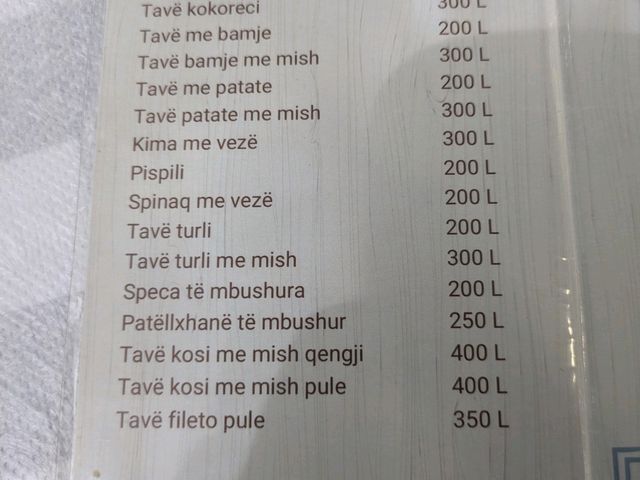 Tavë kokoreci 300 L
Tavë me bamje 200 L
Tavë bamje me mish 300 L
Tavë me patate 200 L
Tavë patate me mish 300 L
Kima me vezë 300 L
Pispili 200 L
Spinaq me vezë 200 L
Tavë turli 200 L
Tavë turli me mish 300 L
Speca të mbushura 200 L
Patëllxhanë të mbushur 250 L
Tavë kosi me mish qengji 400 L
Tavë kosi me mish pule 400 L
Tavë fileto pule 350 L